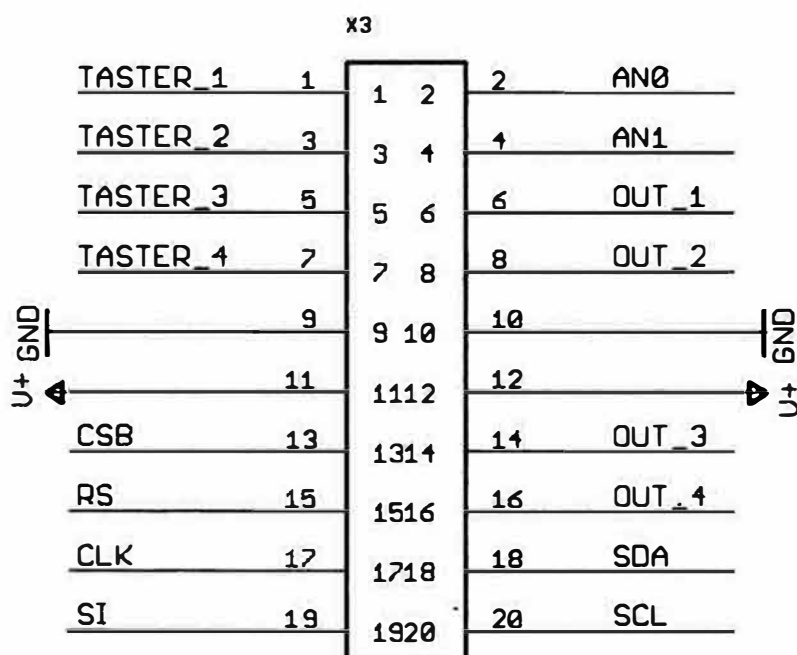 X3
TASTER_1 1 1 2 2 AN0
TASTER_2 3 3 4 4 AN1
TASTER_3 5 5 6 6 OUT_1
TASTER_4 7 7 8 8 OUT_2
GND 9 9 10 10 GND
V+ 11 1112 12 V+
CSB 13 1314 14 OUT_3
RS 15 1516 16 OUT_4
CLK 17 1718 18 SDA
SI 19 1920 20 SCL